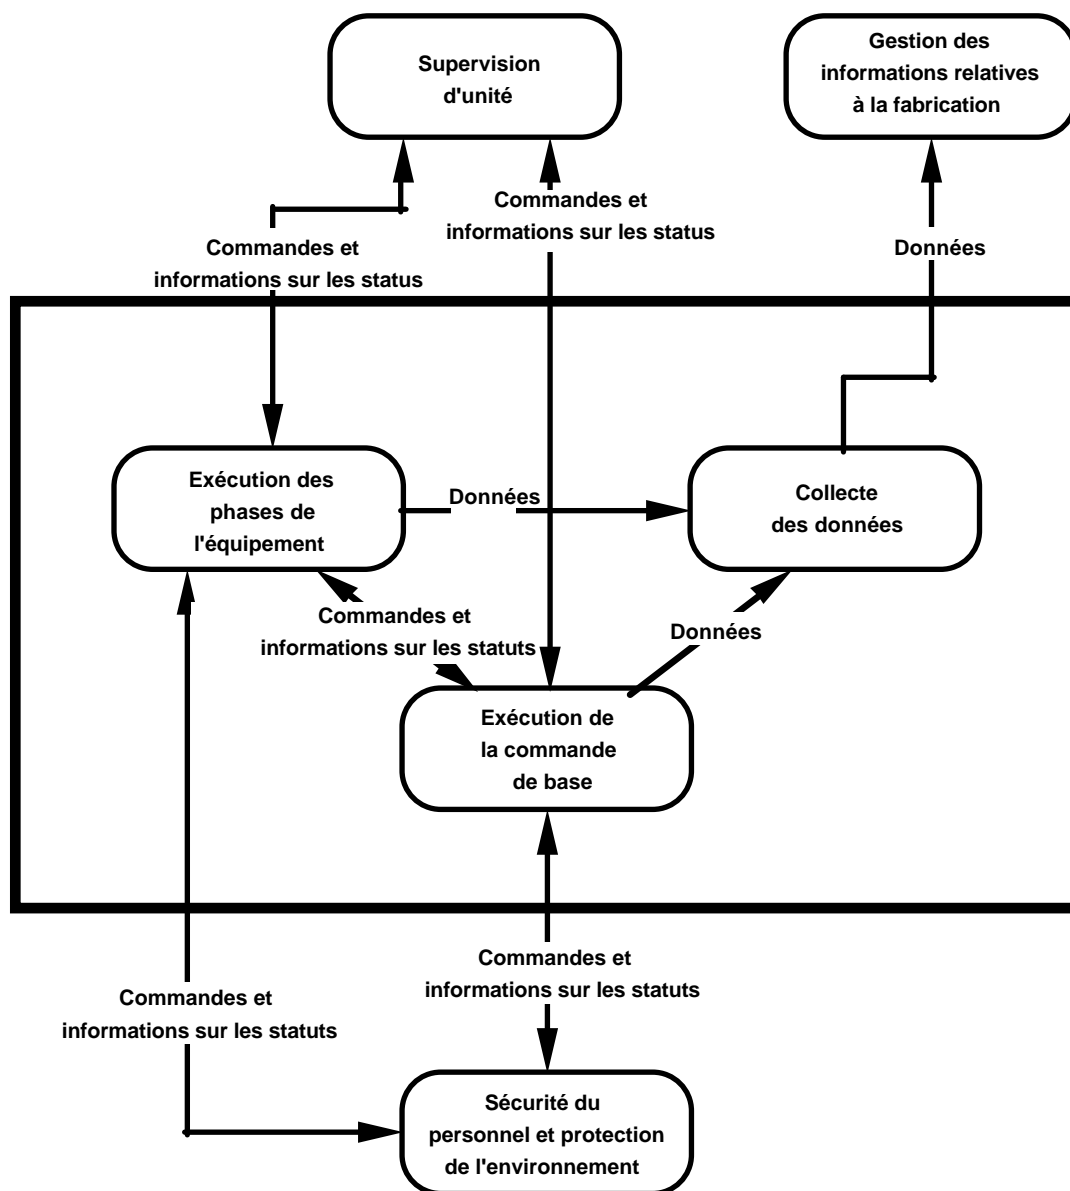 Supervision
d'unité
Gestion des
informations relatives
à la fabrication
Commandes et
informations sur les status
Commandes et
informations sur les status
Données
Exécution des
phases de
l'équipement
Données
Collecte
des données
Commandes et
informations sur les statuts
Données
Exécution de
la commande
de base
Commandes et
informations sur les statuts
Commandes et
informations sur les statuts
Sécurité du
personnel et protection
de l'environnement